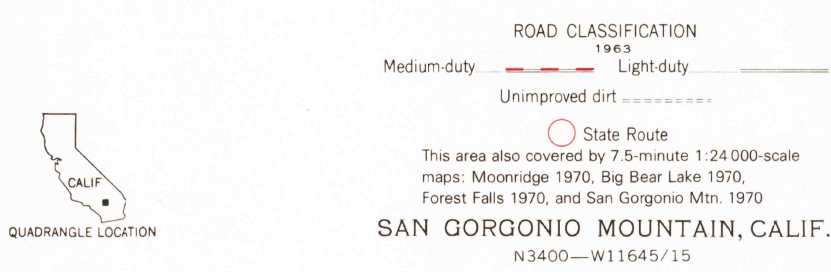 ROAD CLASSIFICATION
1963
Medium-duty Light-duty
Unimproved dirt
State Route
This area also covered by 7.5-minute 1:24 000-scale
maps: Moonridge 1970, Big Bear Lake 1970,
Forest Falls 1970, and San Gorgonio Mtn. 1970
CALIF
QUADRANGLE LOCATION
SAN GORGONIO MOUNTAIN, CALIF.
N3400—W11645/15